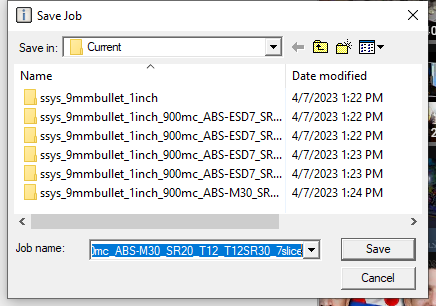 Save Job
Save in: Current
Name Date modified
ssys_9mmbullet_1inch 4/7/2023 1:22 PM
ssys_9mmbullet_1inch_900mc_ABS-ESD7_SR... 4/7/2023 1:22 PM
ssys_9mmbullet_1inch_900mc_ABS-ESD7_SR... 4/7/2023 1:22 PM
ssys_9mmbullet_1inch_900mc_ABS-ESD7_SR... 4/7/2023 1:23 PM
ssys_9mmbullet_1inch_900mc_ABS-ESD7_SR... 4/7/2023 1:23 PM
ssys_9mmbullet_1inch_900mc_ABS-M30_SR... 4/7/2023 1:24 PM
Job name: 0mc_ABS-M30_SR20_T12_T12SR30_7slice Save
Cancel